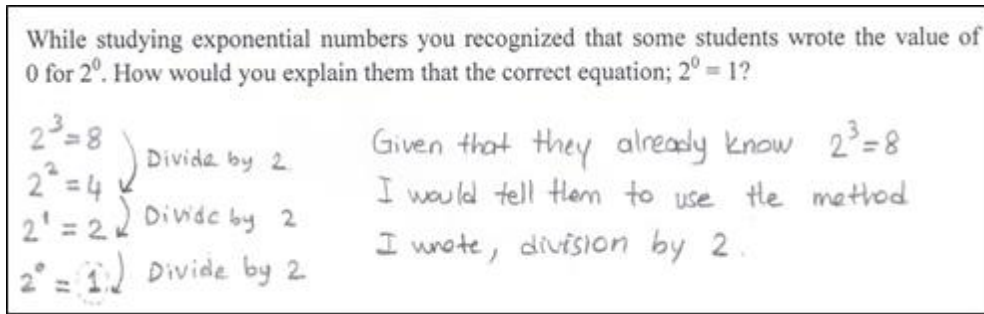 While studying exponential numbers you recognized that some students wrote the value of
0 for 2⁰. How would you explain them that the correct equation; 2⁰ = 1?
2³=8
Divide by 2
2²=4
2¹=2
Divide by 2
2⁰=1
Divide by 2
Given that they already know 2³=8
I would tell them to use the method
I wrote, division by 2.